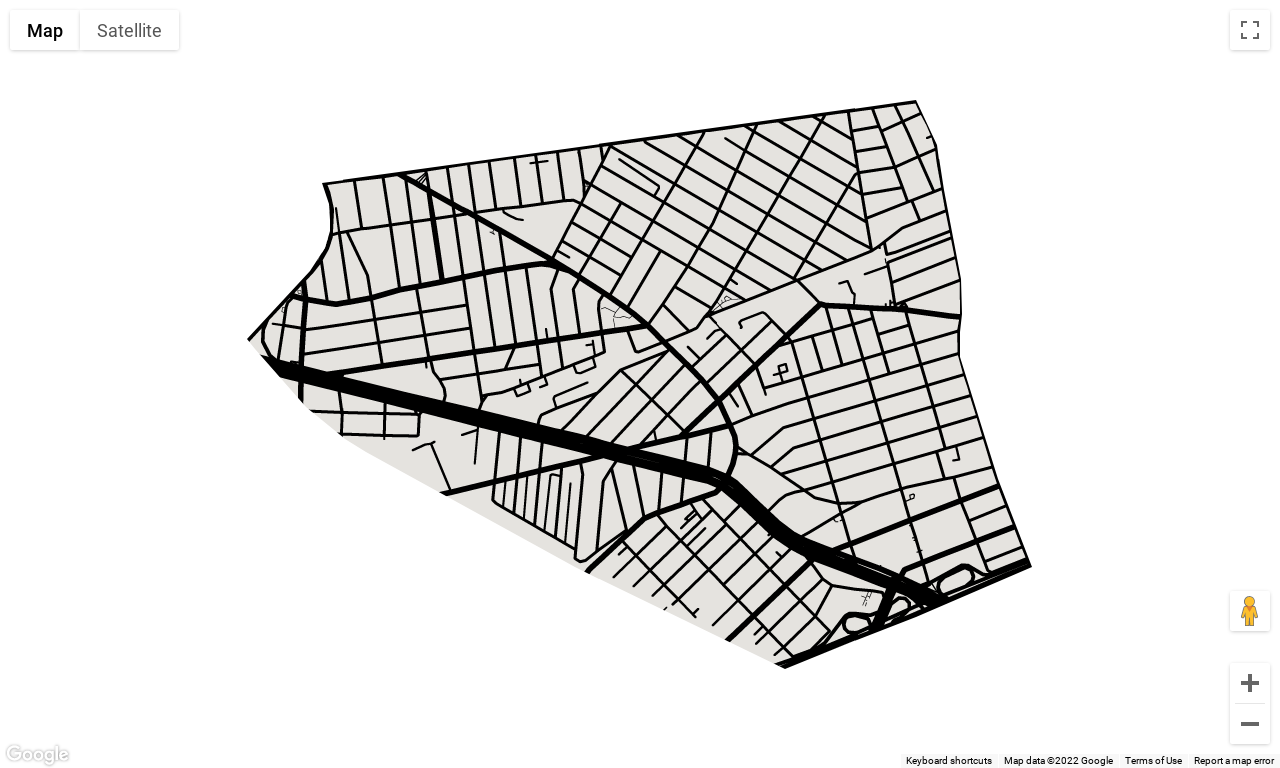 Map Satellite
Google
Keyboard shortcuts Map data ©2022 Google Terms of Use Report a map error